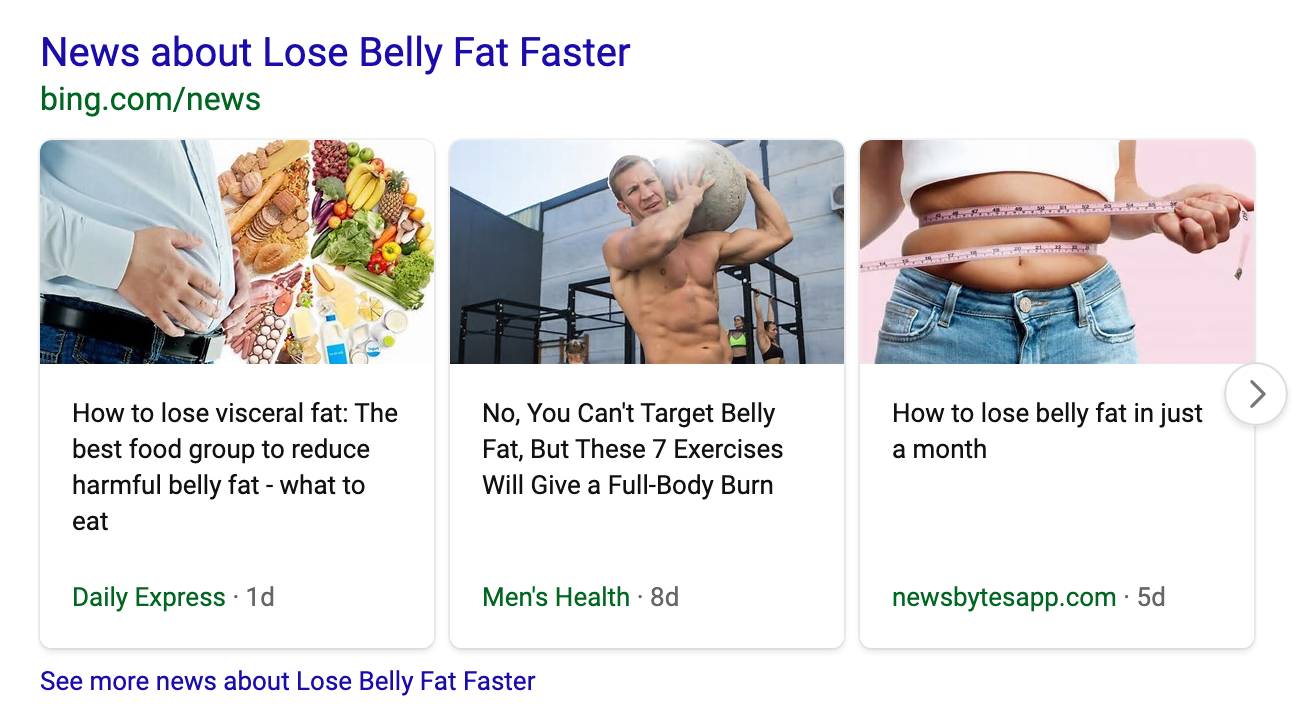 News about Lose Belly Fat Faster
bing.com/news
How to lose visceral fat: The
best food group to reduce
harmful belly fat - what to
eat
Daily Express · 1d
No, You Can't Target Belly
Fat, But These 7 Exercises
Will Give a Full-Body Burn
Men's Health · 8d
How to lose belly fat in just
a month
newsbytesapp.com · 5d
See more news about Lose Belly Fat Faster